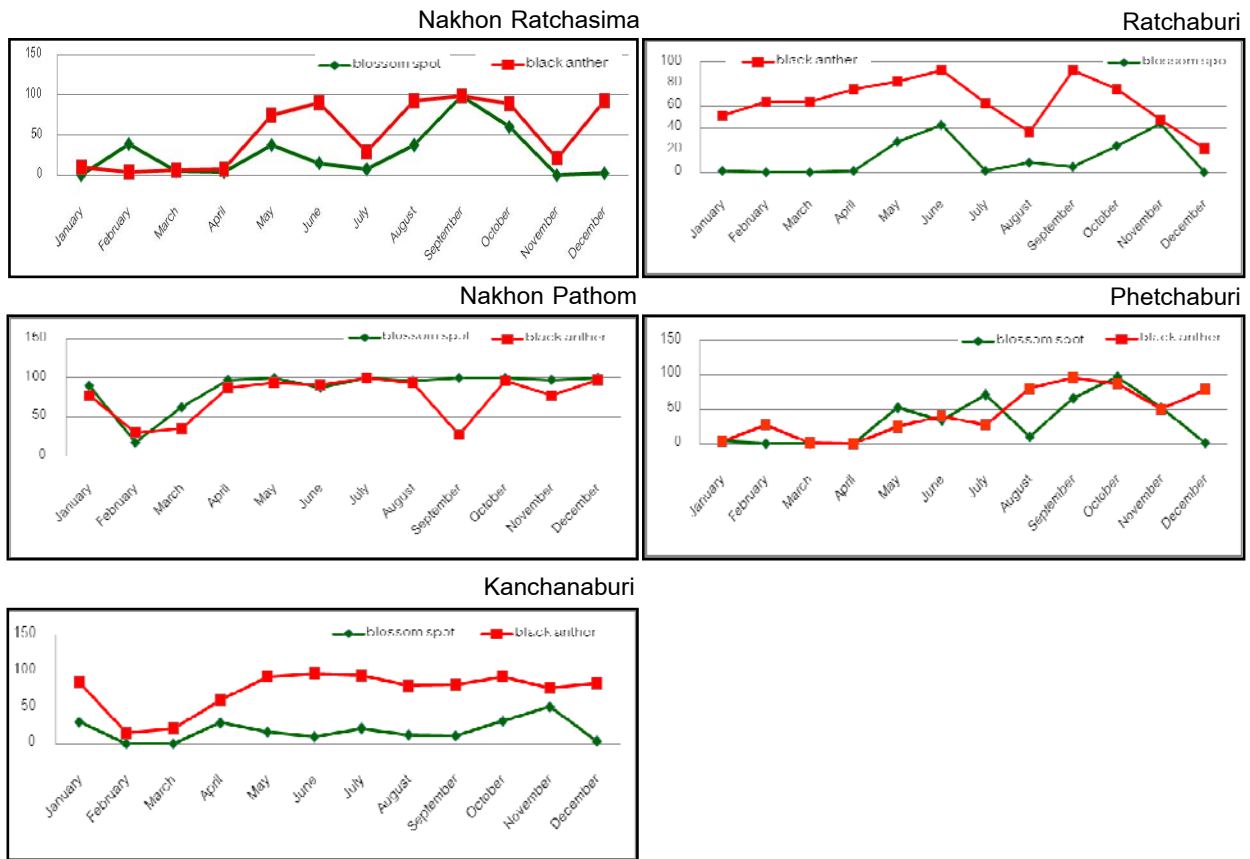 Nakhon Ratchasima
150
100
50
0
blossom spot
black anther
January
February
March
April
May
June
July
August
September
October
November
December
Ratchaburi
100
80
60
40
20
0
black anther
blossom spo
January
February
March
April
May
June
July
August
September
October
November
December
Nakhon Pathom
150
100
50
0
blossom spot
black anther
January
February
March
April
May
June
July
August
September
October
November
December
Phetchaburi
150
100
50
0
blossom spot
black anther
January
February
March
April
May
June
July
August
September
October
November
December
Kanchanaburi
150
100
50
0
blossom spot
black anther
January
February
March
April
May
June
July
August
September
October
November
December